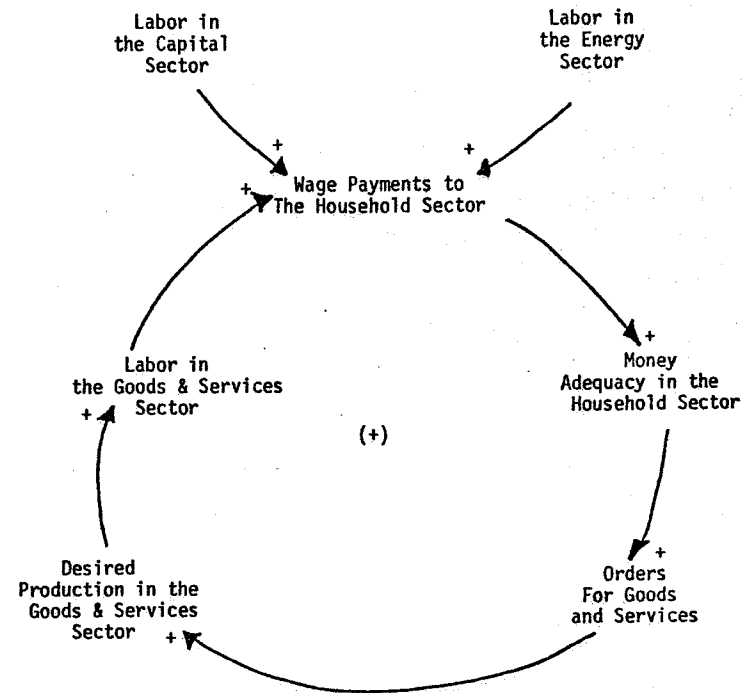 Labor in
the Capital
Sector
Labor in
the Energy
Sector
+
+
+
Wage Payments to
The Household Sector
+
Money
Adequacy in the
Household Sector
Labor in
the Goods & Services
Sector
+
(+)
+
Orders
For Goods
and Services
Desired
Production in the
Goods & Services
Sector
+